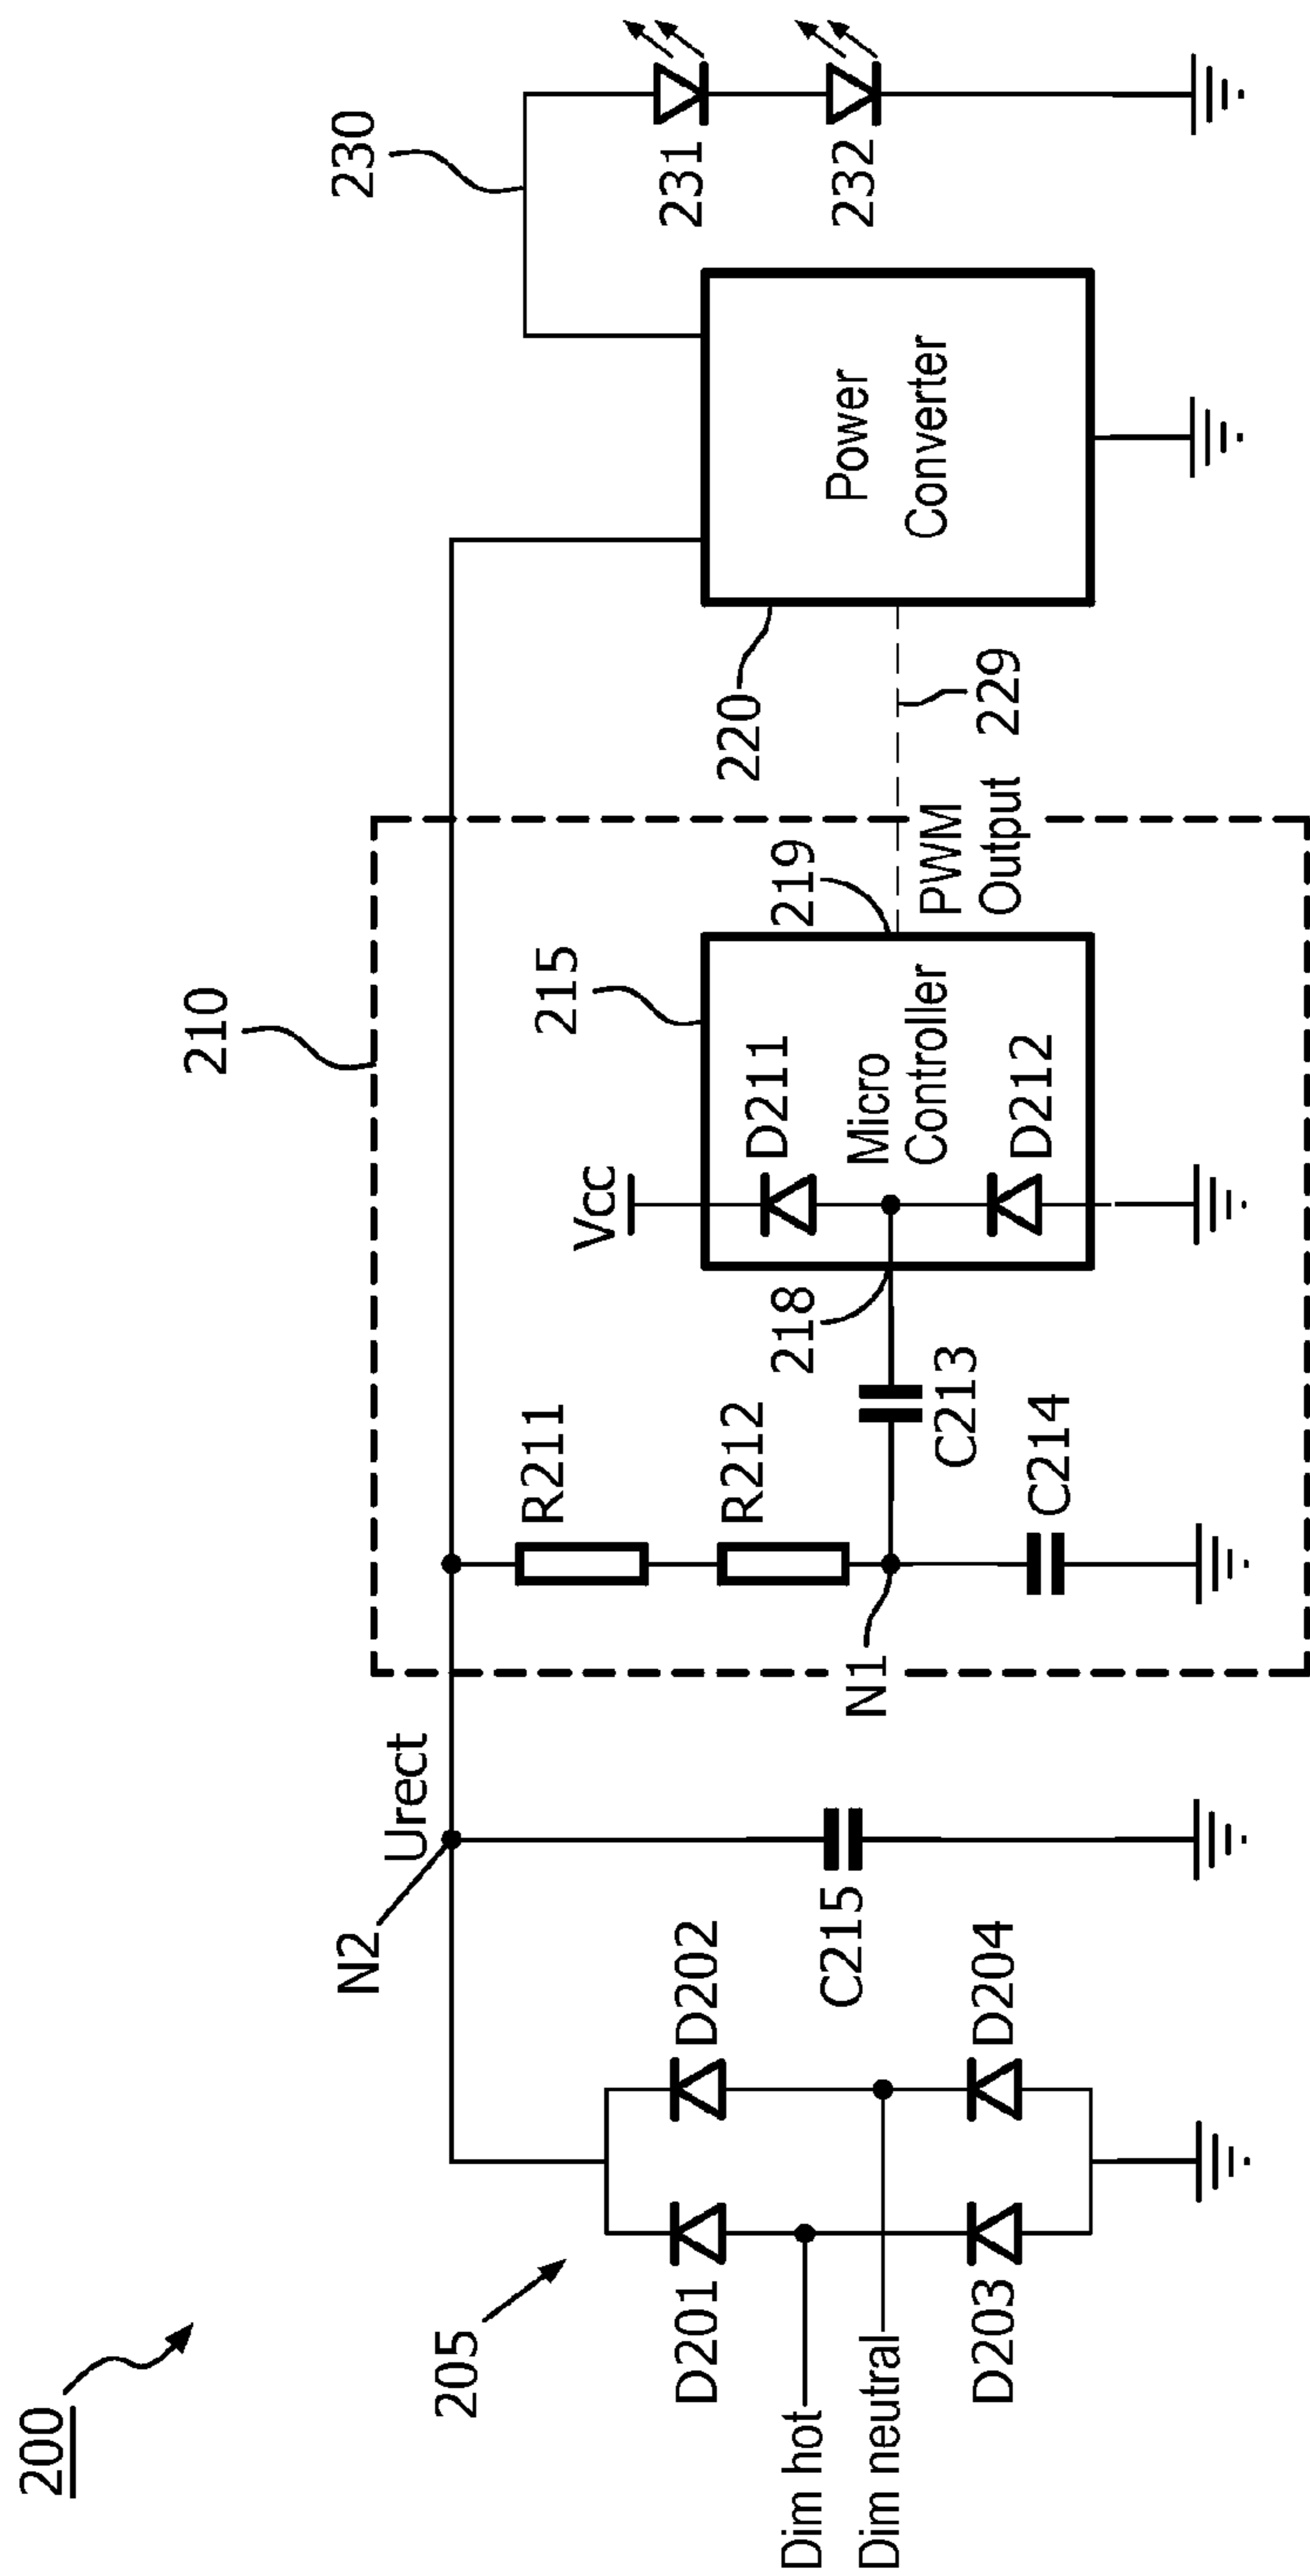 200
205
D201
D202
D203
D204
Dim hot
Dim neutral
N2
Urect
C215
210
N1
R211
R212
C213
C214
218
Vcc
215
D211
Micro
Controller
D212
219
PWM
Output
229
220
Power
Converter
230
231
232